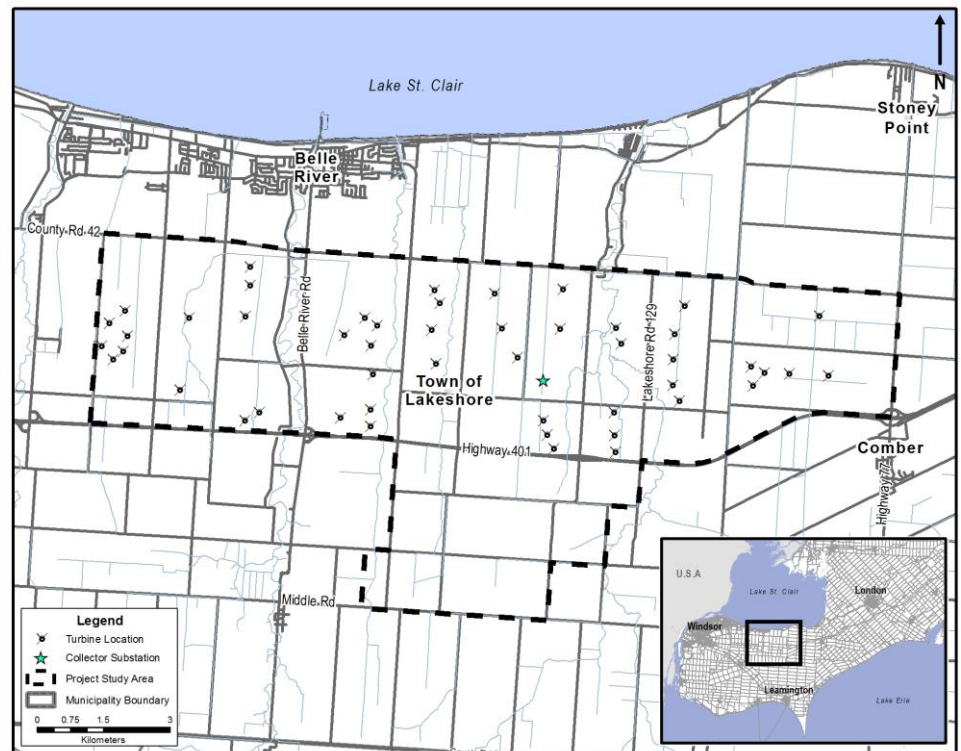 N
Lake St. Clair
Stoney
Point
Belle
River
County Rd 42
Belle River Rd
Lakeshore Rd 129
Town of
Lakeshore
Highway 401
Comber
Highway 77
Middle Rd
Legend
Turbine Location
Collector Substation
Project Study Area
Municipality Boundary
0 0.75 1.5 3
Kilometers
U.S.A
Lake St. Clair
London
Windsor
Leamington
Lake Erie